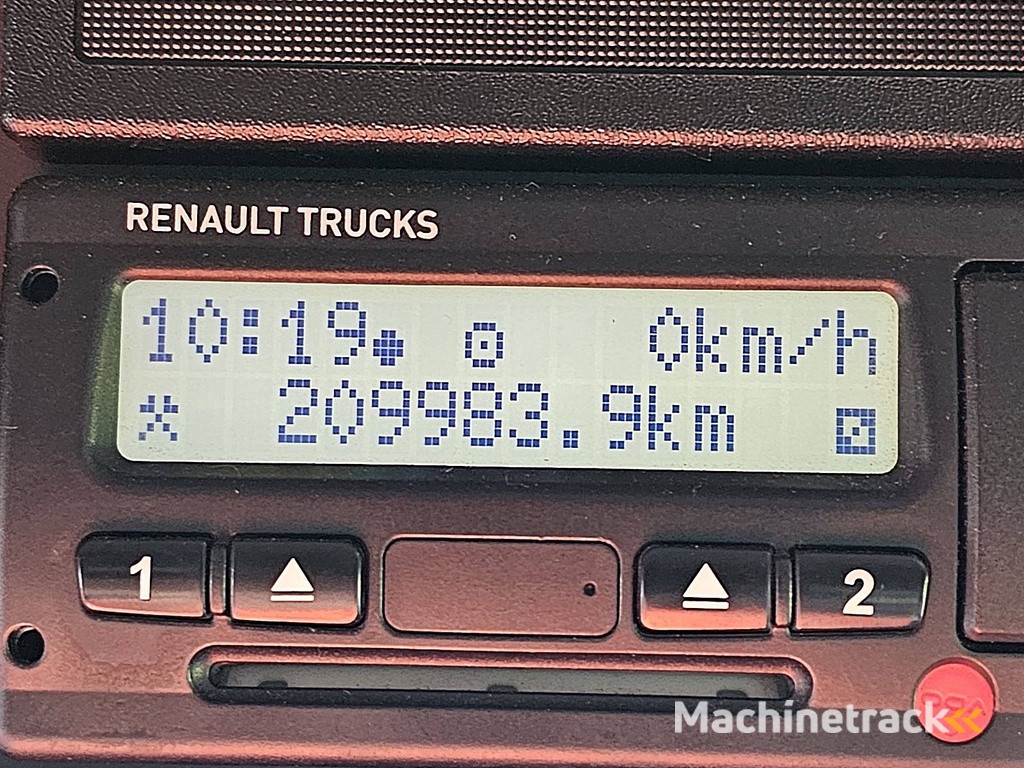 RENAULT TRUCKS
10:19 0km/h
209983.9km
1 2
Machinetrack